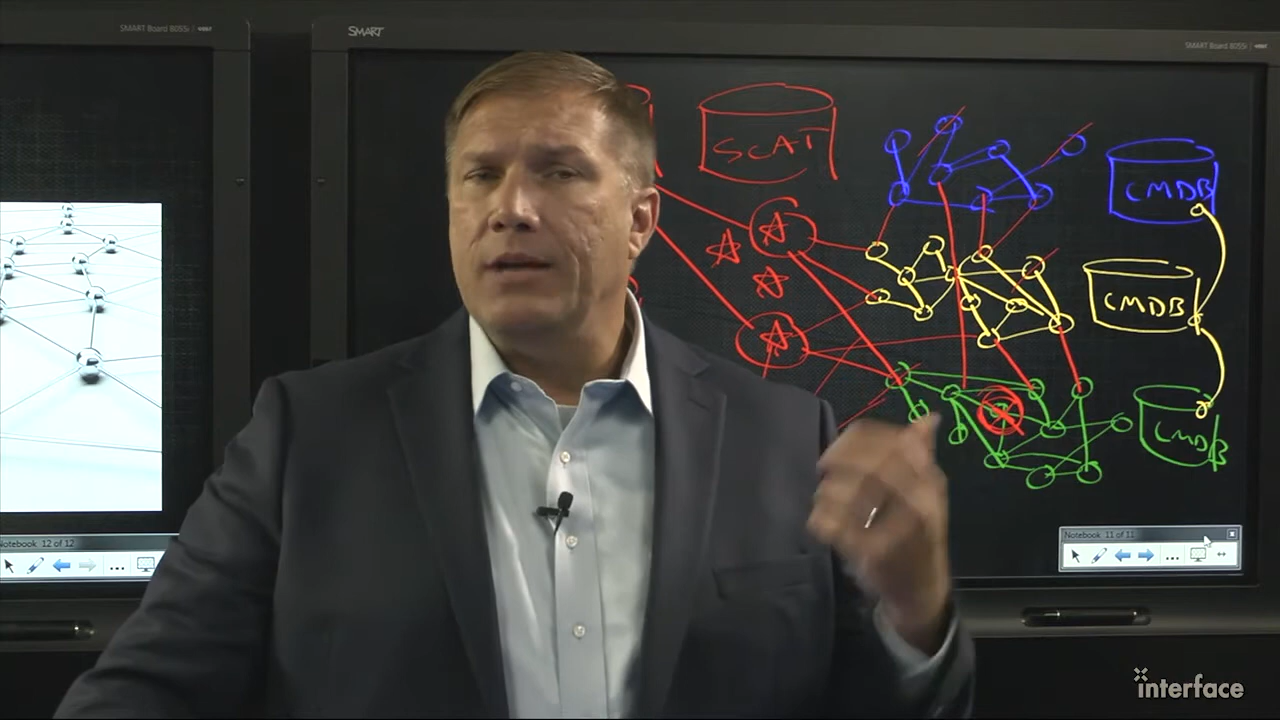 SMART Board 8055i
SMART
SMART Board 8055i
SCAT
CMDB
CMDB
CMDB
Notebook 12 of 12
Notebook 11 of 11
interface